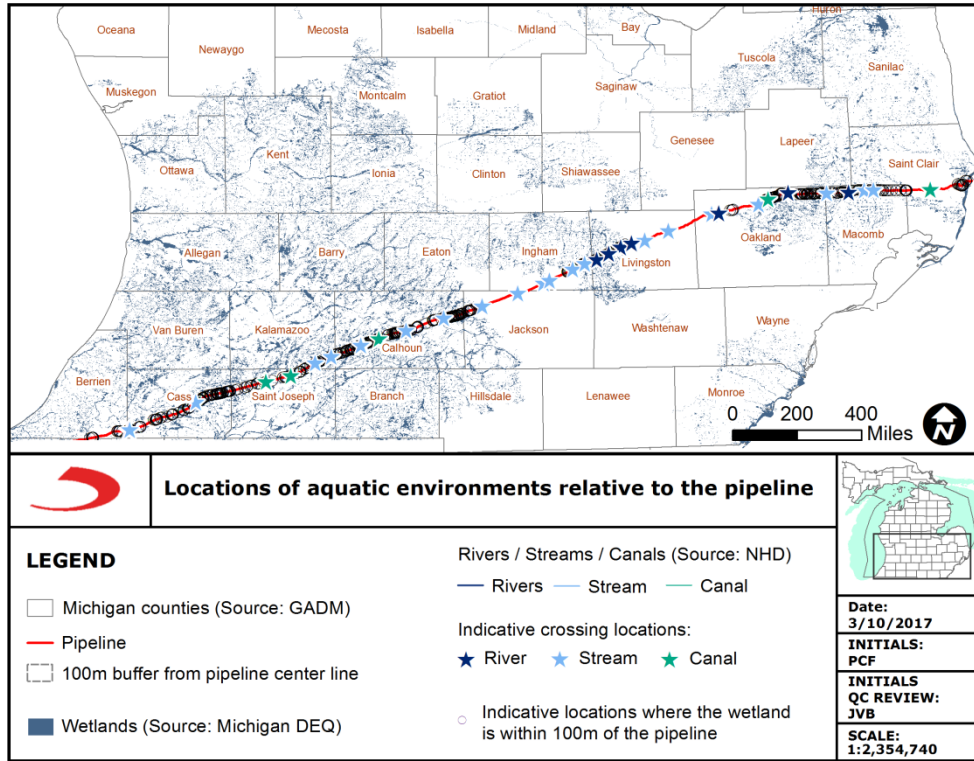 Oceana
Mecosta
Isabella
Midland
Bay
Huron
Newaygo
Tuscola
Sanilac
Muskegon
Montcalm
Gratiot
Saginaw
Genesee
Lapeer
Kent
Saint Clair
Ottawa
Ionia
Clinton
Shiawassee
Oakland
Macomb
Allegan
Barry
Eaton
Ingham
Livingston
Van Buren
Kalamazoo
Calhoun
Jackson
Washtenaw
Wayne
Berrien
Cass
Saint Joseph
Branch
Hillsdale
Lenawee
Monroe
0 200 400
Miles
N
Locations of aquatic environments relative to the pipeline
LEGEND
Michigan counties (Source: GADM)
Pipeline
100m buffer from pipeline center line
Wetlands (Source: Michigan DEQ)
Rivers / Streams / Canals (Source: NHD)
Rivers Stream Canal
Indicative crossing locations:
River Stream Canal
Indicative locations where the wetland
is within 100m of the pipeline
Date:
3/10/2017
INITIALS:
PCF
INITIALS
QC REVIEW:
JVB
SCALE:
1:2,354,740